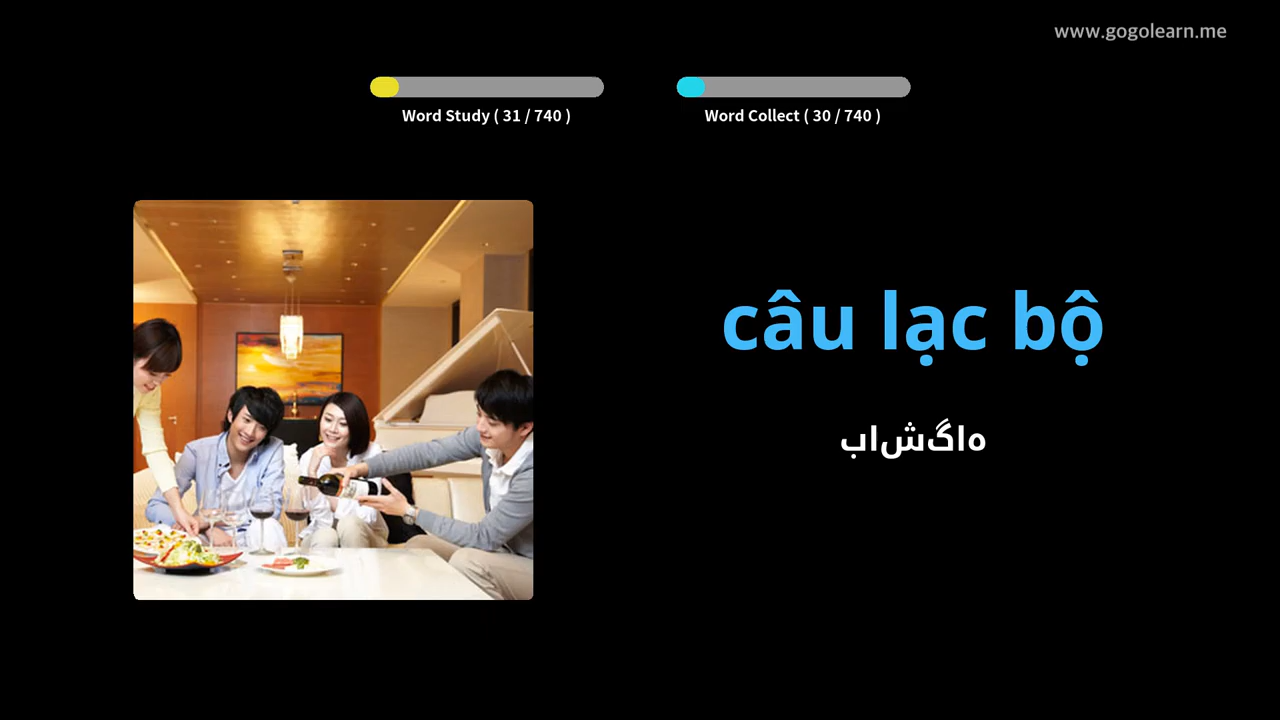 www.gogolearn.me
Word Study ( 31 / 740 )
Word Collect ( 30 / 740 )
câu lạc bộ
باشگاه